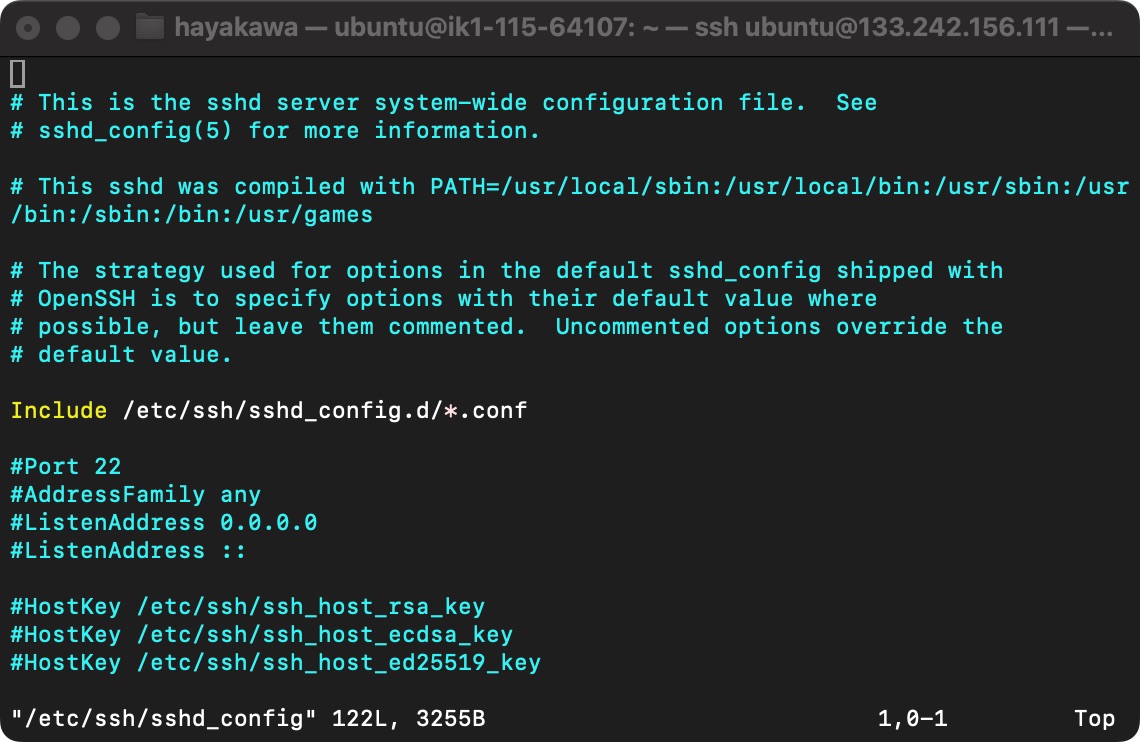 hayakawa — ubuntu@ik1-115-64107: ~ — ssh ubuntu@133.242.156.111 —...
# This is the sshd server system-wide configuration file.  See
# sshd_config(5) for more information.
# This sshd was compiled with PATH=/usr/local/sbin:/usr/local/bin:/usr/sbin:/usr
/bin:/sbin:/bin:/usr/games
# The strategy used for options in the default sshd_config shipped with
# OpenSSH is to specify options with their default value where
# possible, but leave them commented.  Uncommented options override the
# default value.
Include /etc/ssh/sshd_config.d/*.conf
#Port 22
#AddressFamily any
#ListenAddress 0.0.0.0
#ListenAddress ::
#HostKey /etc/ssh/ssh_host_rsa_key
#HostKey /etc/ssh/ssh_host_ecdsa_key
#HostKey /etc/ssh/ssh_host_ed25519_key
"/etc/ssh/sshd_config" 122L, 3255B 1,0-1 Top